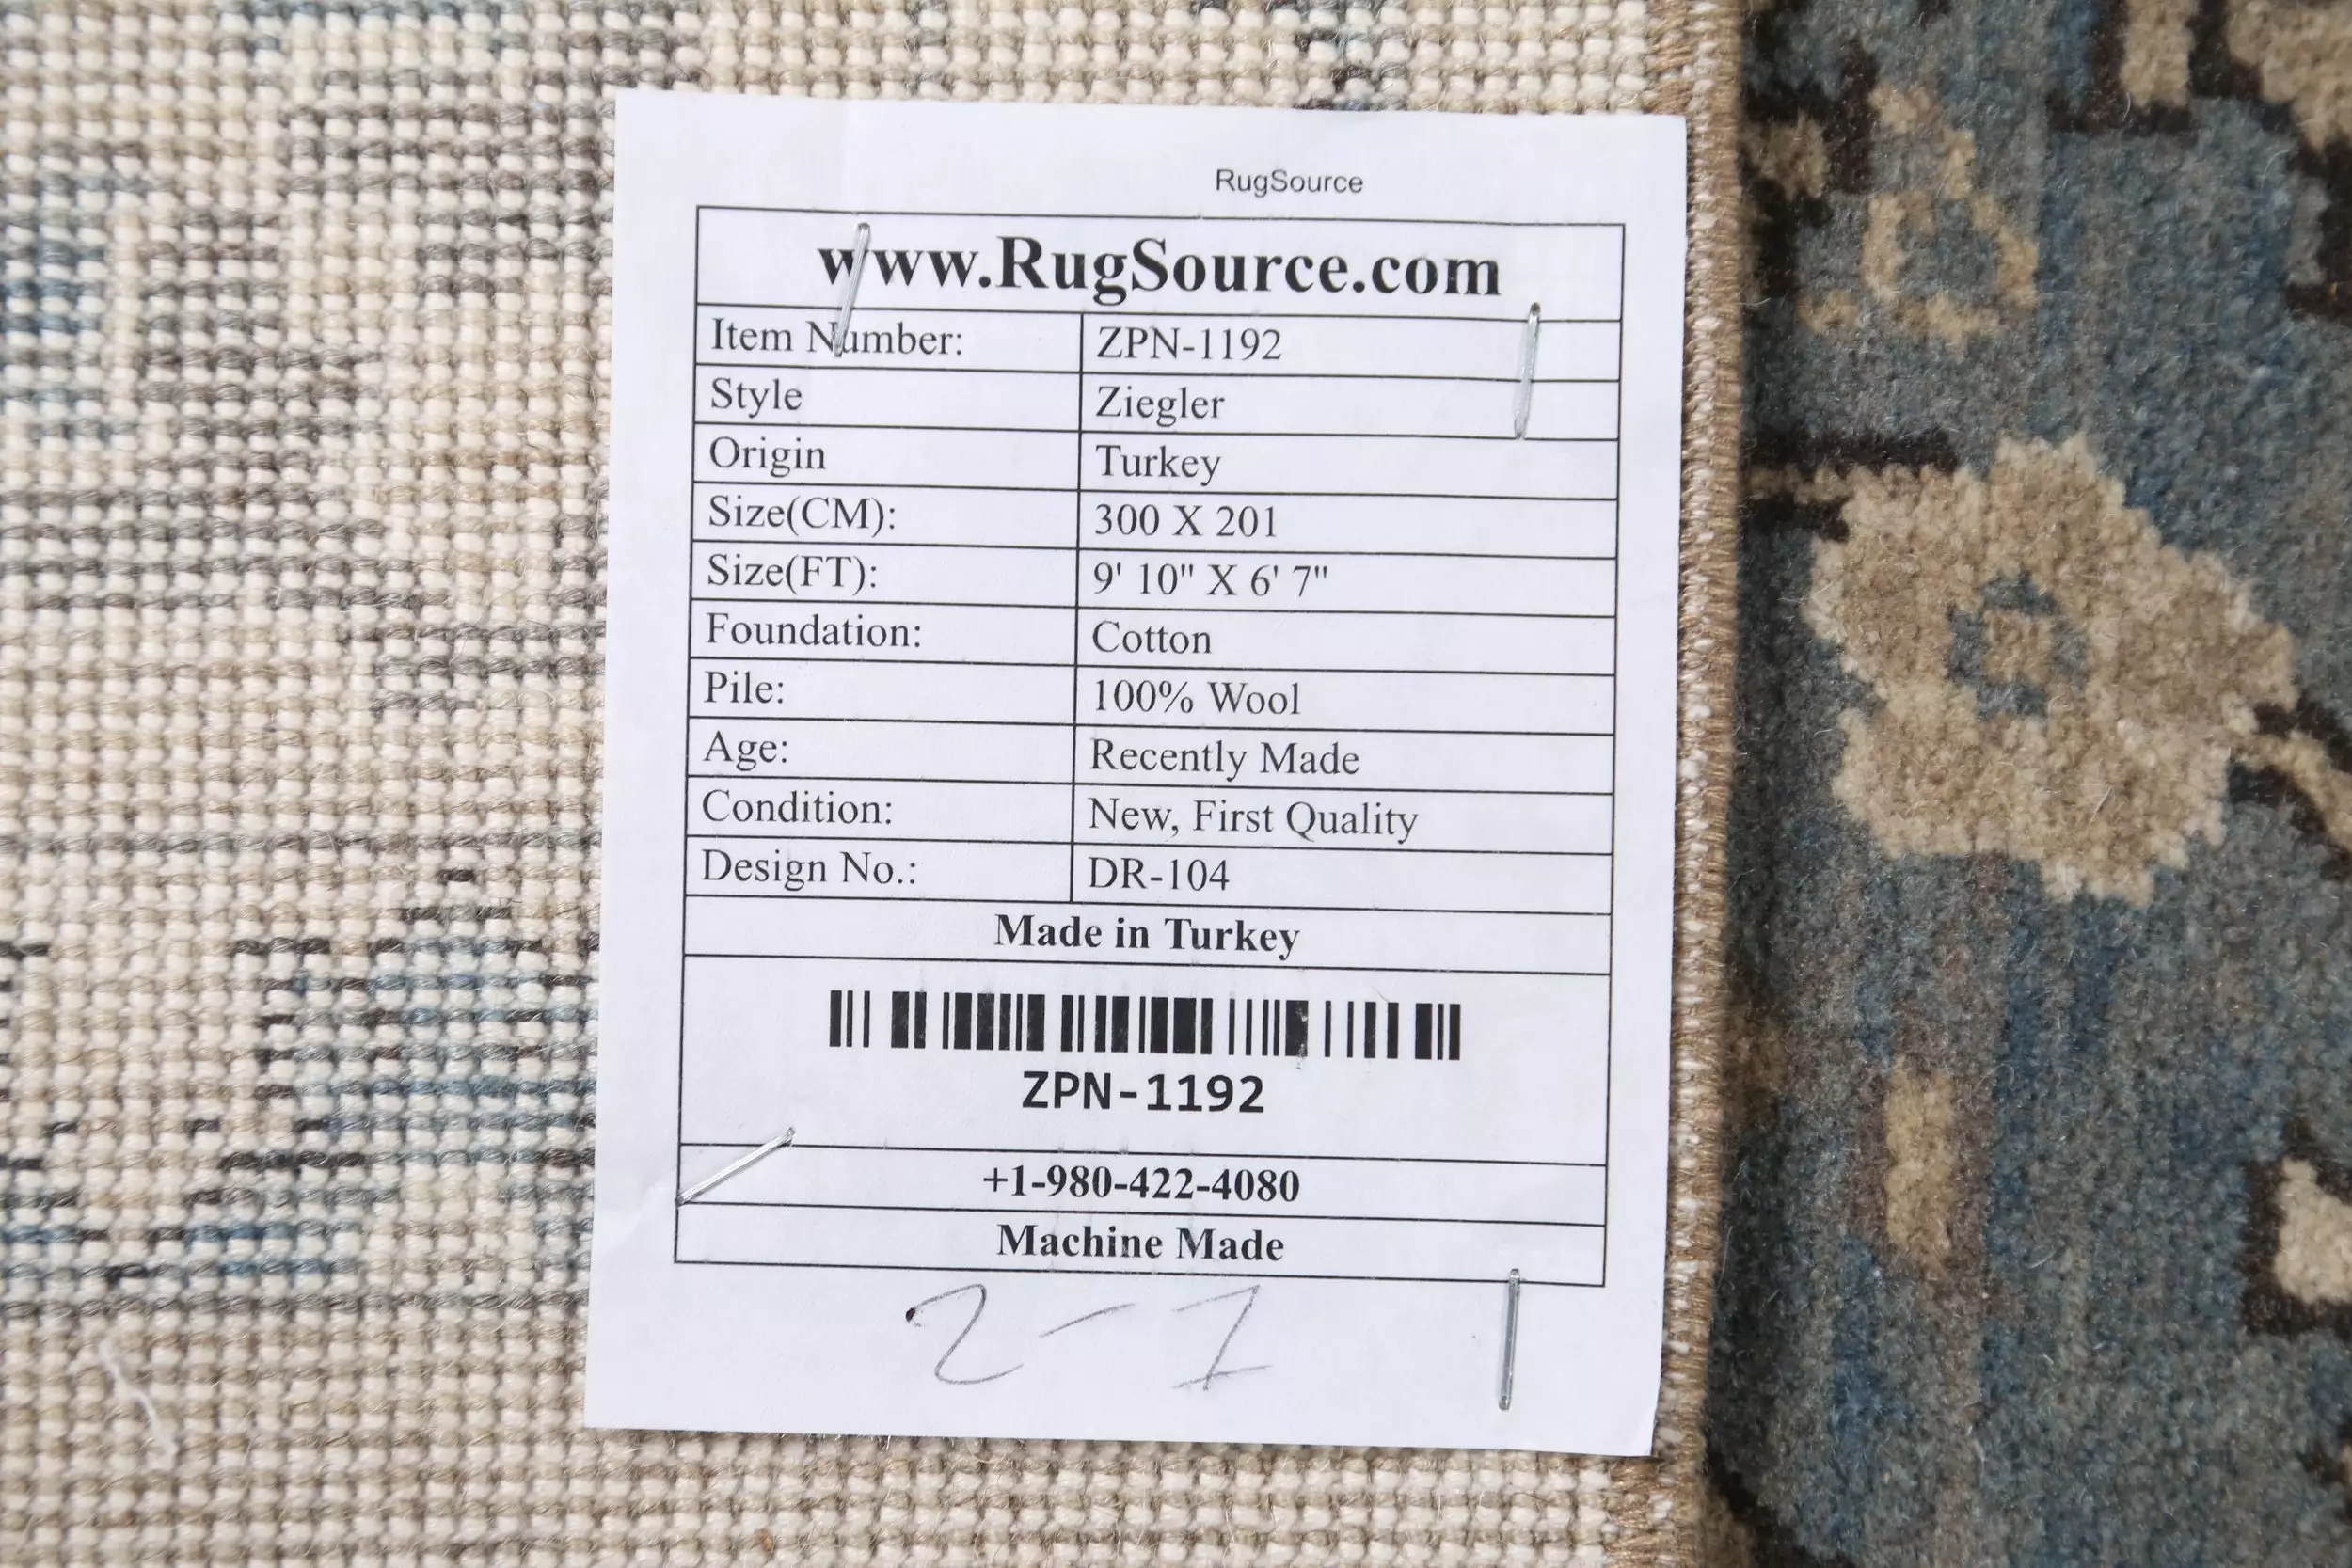 RugSource
www.RugSource.com
Item Number: ZPN-1192
Style Ziegler
Origin Turkey
Size(CM): 300 X 201
Size(FT): 9' 10" X 6' 7"
Foundation: Cotton
Pile: 100% Wool
Age: Recently Made
Condition: New, First Quality
Design No.: DR-104
Made in Turkey
ZPN-1192
+1-980-422-4080
Machine Made
2-1